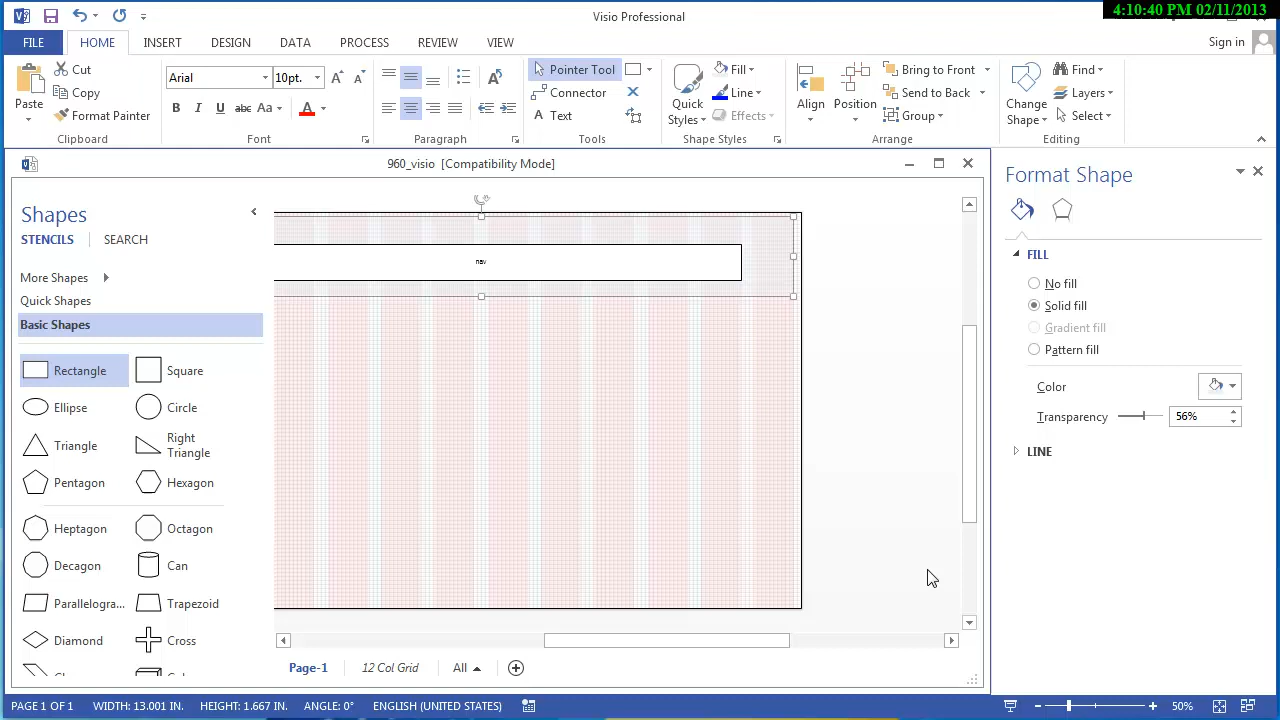 4:10:40 PM 02/11/2013
Visio Professional
FILE HOME INSERT DESIGN DATA PROCESS REVIEW VIEW
Sign in
Paste
Cut
Copy
Format Painter
Clipboard
Arial 10pt.
B I U abc Aa A
Font
Paragraph
Pointer Tool
Connector
A Text
Tools
Quick Styles
Fill
Line
Effects
Shape Styles
Align
Position
Bring to Front
Send to Back
Group
Arrange
Change Shape
Find
Layers
Select
Editing
960_visio [Compatibility Mode]
Shapes
STENCILS SEARCH
More Shapes
Quick Shapes
Basic Shapes
Rectangle Square
Ellipse Circle
Triangle Right Triangle
Pentagon Hexagon
Heptagon Octagon
Decagon Can
Parallelogra... Trapezoid
Diamond Cross
nav
Page-1 12 Col Grid All
Format Shape
FILL
No fill
Solid fill
Gradient fill
Pattern fill
Color
Transparency 56%
LINE
PAGE 1 OF 1 WIDTH: 13.001 IN. HEIGHT: 1.667 IN. ANGLE: 0° ENGLISH (UNITED STATES) 50%